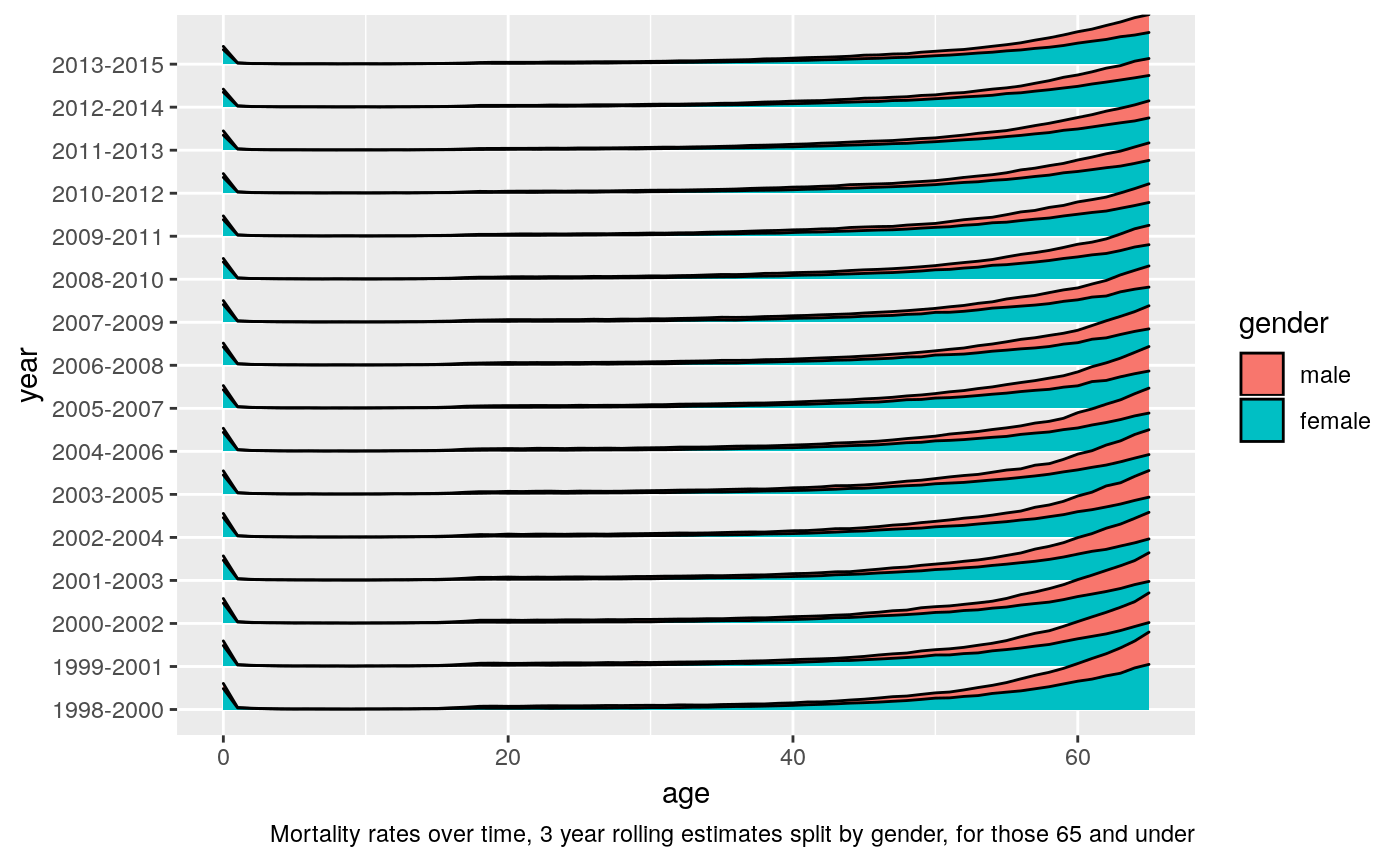 2013-2015
2012-2014
2011-2013
2010-2012
2009-2011
2008-2010
2007-2009
2006-2008
2005-2007
2004-2006
2003-2005
2002-2004
2001-2003
2000-2002
1999-2001
1998-2000
year
0 20 40 60
age
gender
male
female
Mortality rates over time, 3 year rolling estimates split by gender, for those 65 and under